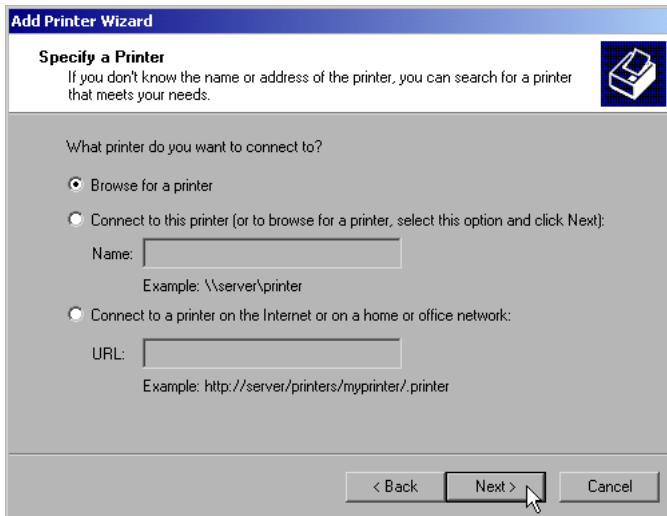 Add Printer Wizard
Specify a Printer
If you don't know the name or address of the printer, you can search for a printer
that meets your needs.
What printer do you want to connect to?
Browse for a printer
Connect to this printer (or to browse for a printer, select this option and click Next):
Name:
Example: \\server\printer
Connect to a printer on the Internet or on a home or office network:
URL:
Example: http://server/printers/myprinter/.printer
< Back Next > Cancel